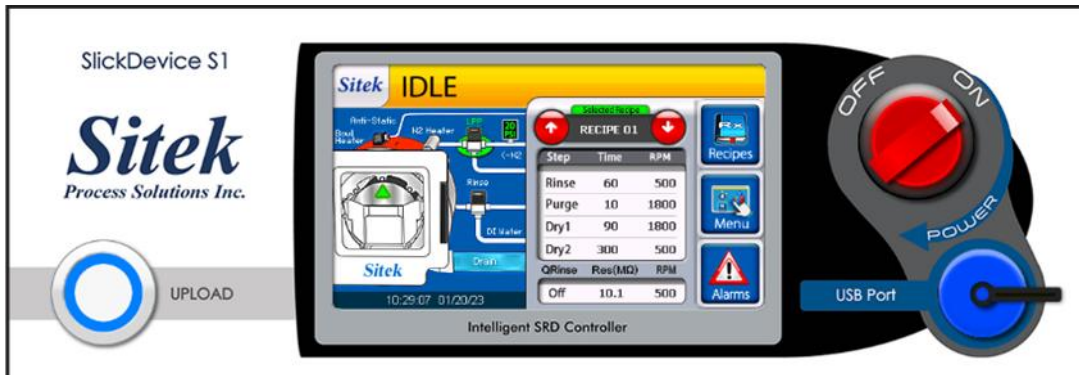 SlickDevice S1
Sitek
Process Solutions Inc.
UPLOAD
Sitek IDLE
Anti-Static
Bowl Heater
N2 Heater
LPP
20 PSI
<-N2
Rinse
DI Water
Drain
Sitek
10:29:07 01/20/23
Selected Recipe
RECIPE 01
Step Time RPM
Rinse 60 500
Purge 10 1800
Dry1 90 1800
Dry2 300 500
QRinse Res(MΩ) RPM
Off 10.1 500
Rx
Recipes
Menu
Alarms
Intelligent SRD Controller
OFF ON
POWER
USB Port